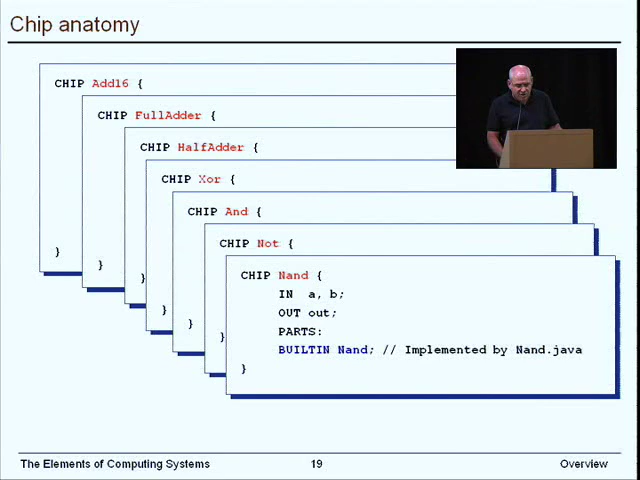 Chip anatomy
CHIP Add16 {
CHIP FullAdder {
CHIP HalfAdder {
CHIP Xor {
CHIP And {
CHIP Not {
CHIP Nand {
IN a, b;
OUT out;
PARTS:
BUILTIN Nand; // Implemented by Nand.java
}
}
}
}
}
}
}
The Elements of Computing Systems 19 Overview